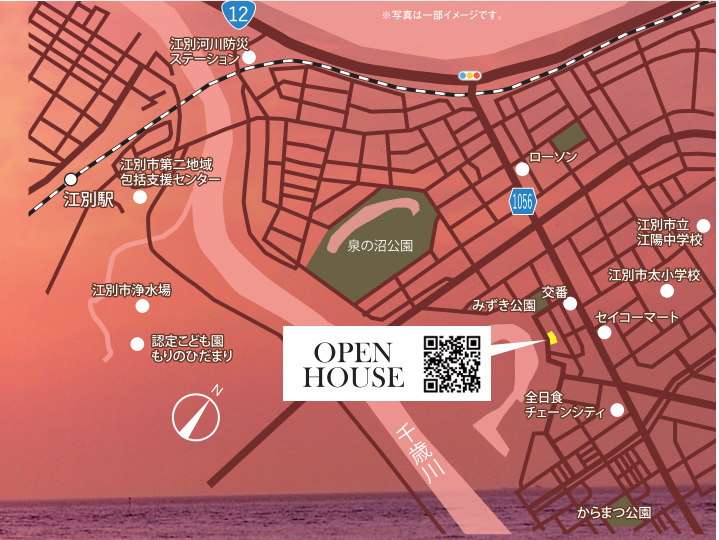 ※写真は一部イメージです。
12
江別河川防災
ステーション
ローソン
江別市第二地域
包括支援センター
江別駅
1056
江別市立
江陽中学校
泉の沼公園
江別市太小学校
江別市浄水場
みずき公園
交番
セイコーマート
認定こども園
もりのひだまり
OPEN
HOUSE
N
全日食
チェーンシティ
千歳川
からまつ公園